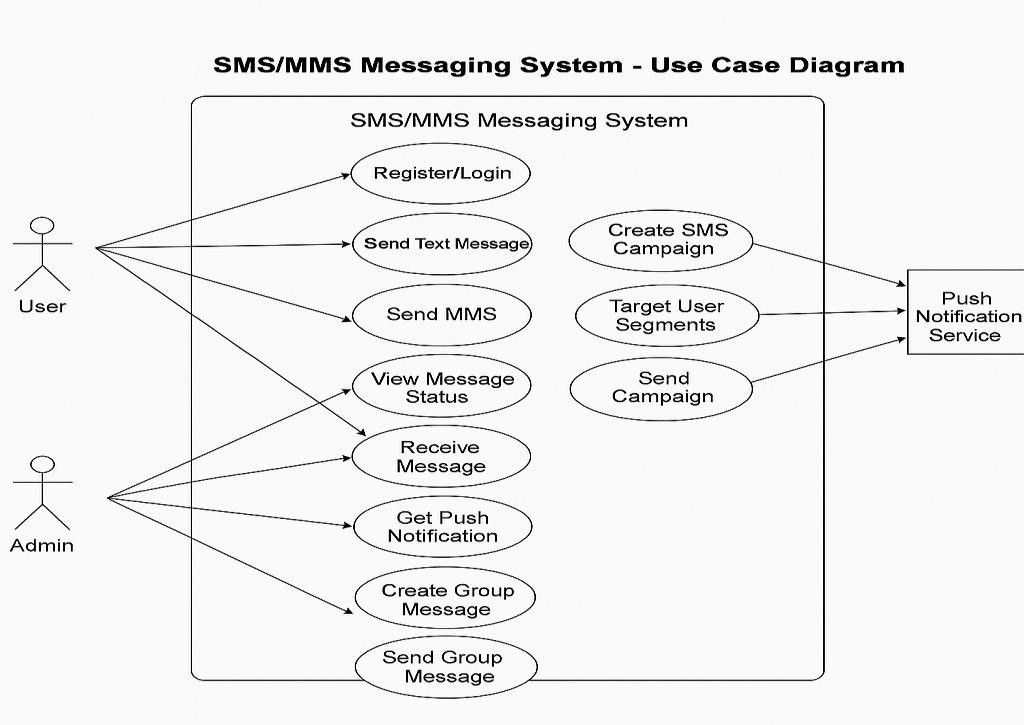 SMS/MMS Messaging System - Use Case Diagram
SMS/MMS Messaging System
Register/Login
Send Text Message
Send MMS
View Message
Status
Receive
Message
Get Push
Notification
Create Group
Message
Send Group
Message
Create SMS
Campaign
Target User
Segments
Send
Campaign
Push
Notification
Service
User
Admin